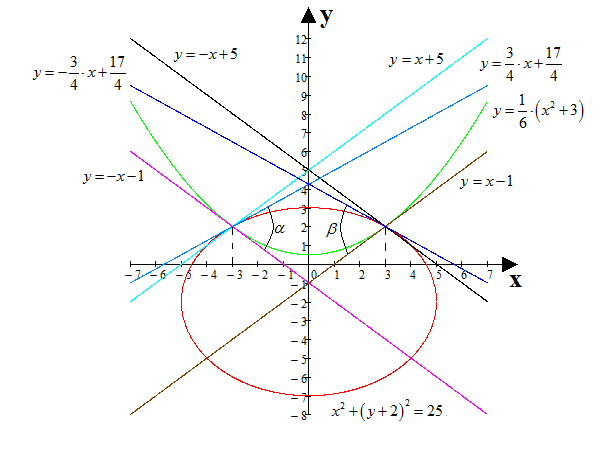 y
12
11
10
9
8
7
6
5
4
3
2
1
y = −x+5
y = x+5
y = −3/4 · x + 17/4
y = 3/4 · x + 17/4
y = 1/6 · (x² + 3)
y = −x−1
y = x−1
α
β
−7 −6 −5 −4 −3 −2 −1 0 1 2 3 4 5 6 7
x
−1
−2
−3
−4
−5
−6
−7
−8
x² + (y+2)² = 25